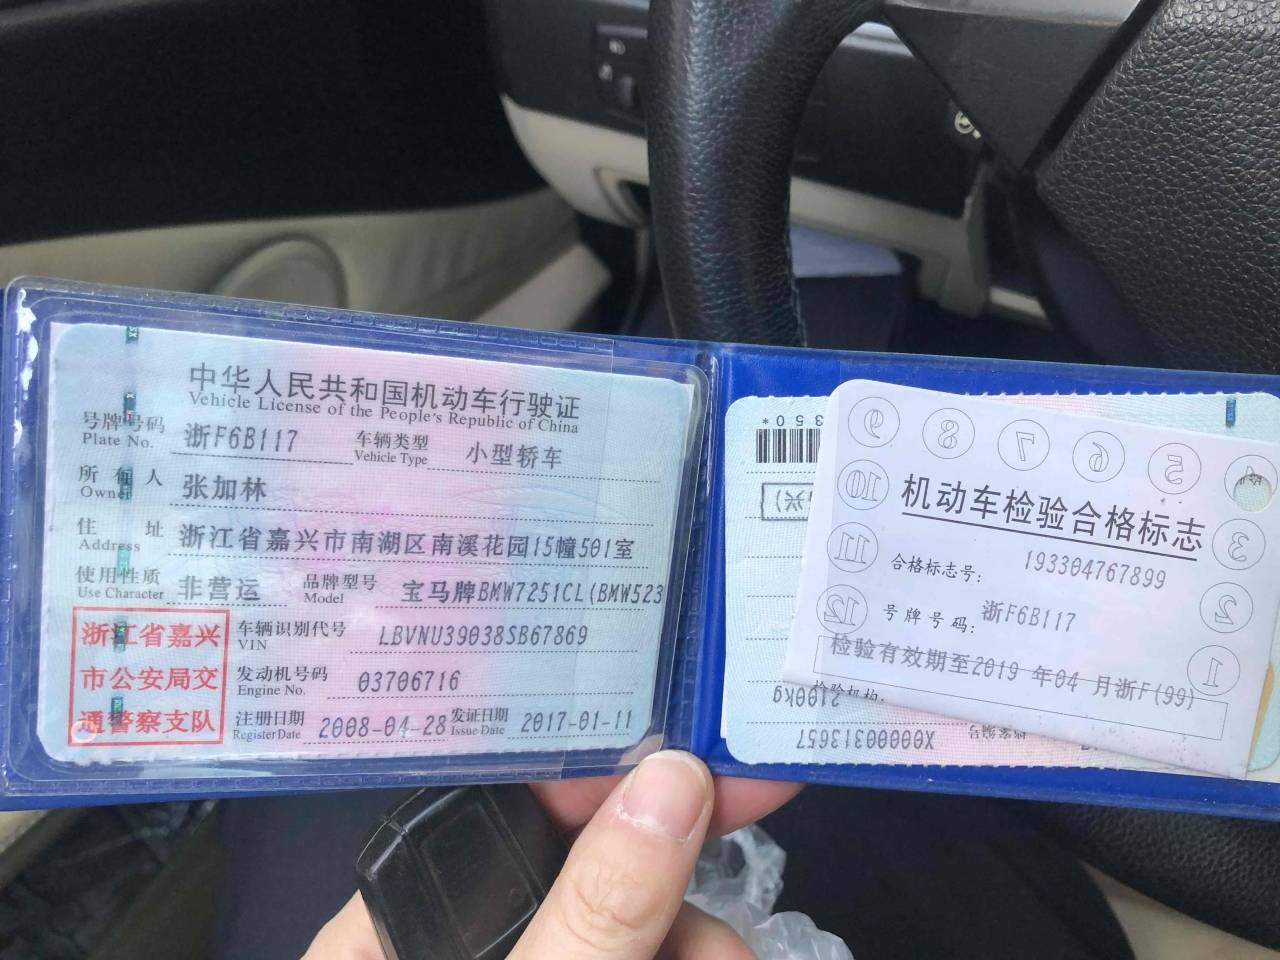 中华人民共和国机动车行驶证
Vehicle License of the People's Republic of China
号牌号码 浙F6B117 车辆类型 小型轿车
Plate No. Vehicle Type
所有人 张加林
Owner
住址 浙江省嘉兴市南湖区南溪花园15幢501室
Address
使用性质 非营运 品牌型号 宝马牌BMW7251CL(BMW523
Use Character Model
浙江省嘉兴
市公安局交
通警察支队
车辆识别代号 LBVNU39038SB67869
VIN
发动机号码 03706716
Engine No.
注册日期 2008-04-28 发证日期 2017-01-11
Register Date Issue Date
*053
9 8 7 6 5 4
10 3
11 2
12 1
机动车检验合格标志
合格标志号: 193304767899
号牌号码: 浙F6B117
检验有效期至2019 年04 月浙F(99)
检验机构:
2100kg
X0000313657